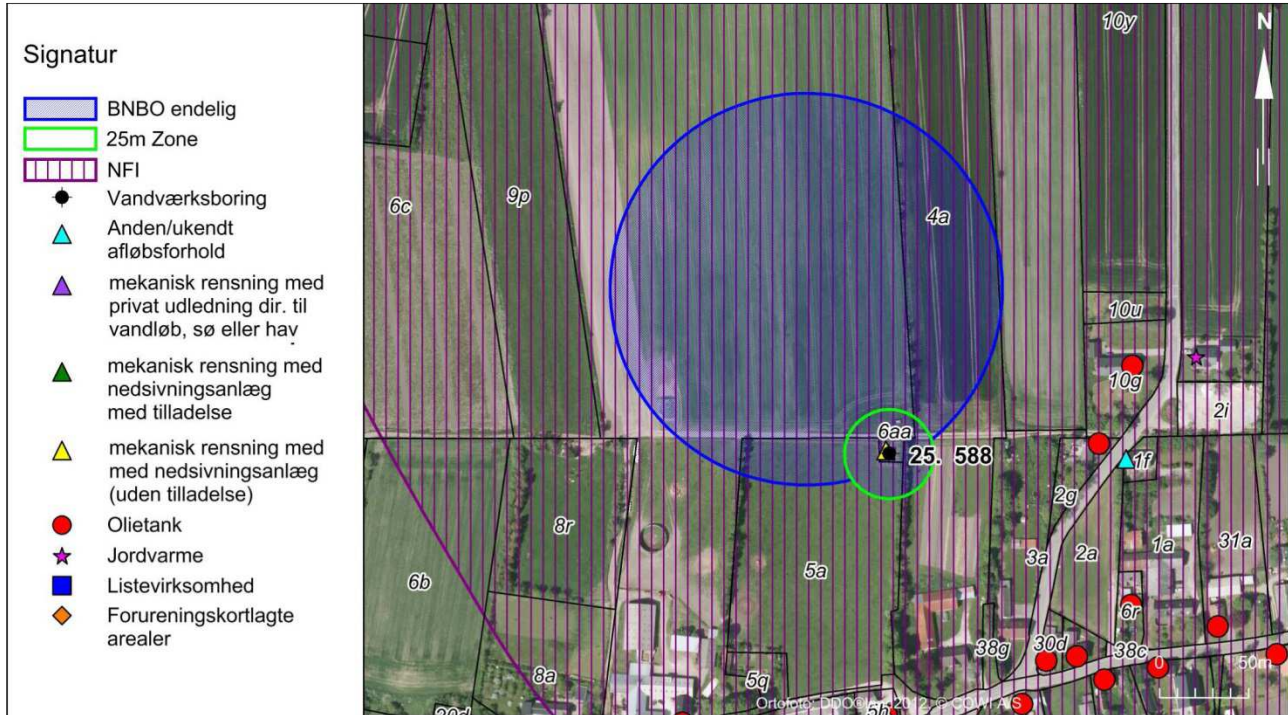 Signatur
BNBO endelig
25m Zone
NFI
Vandværksboring
Anden/ukendt
afløbsforhold
mekanisk rensning med
privat udledning dir. til
vandløb, sø eller hav
mekanisk rensning med
nedsivningsanlæg
med tilladelse
mekanisk rensning med
med nedsivningsanlæg
(uden tilladelse)
Olietank
Jordvarme
Listevirksomhed
Forureningskortlagte
arealer
10y
N
9p
6c
4a
10u
10g
2i
6aa
25. 588
1f
2g
8r
3a
2a
1a
31a
6b
5a
6r
38g
30d
38c
0 50m
8a
5q
5h